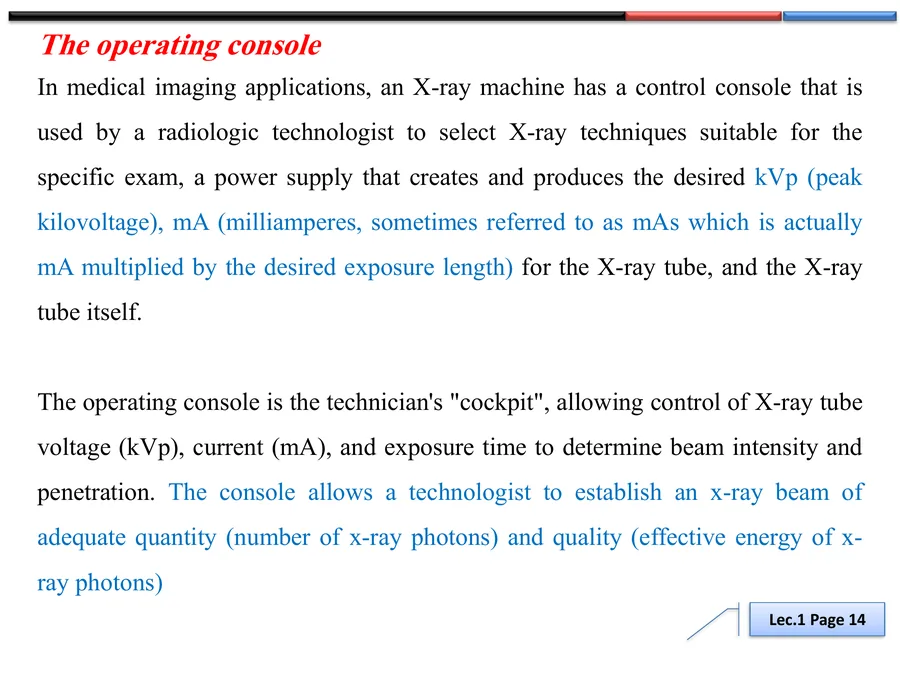 The operating console
In medical imaging applications, an X-ray machine has a control console that is
used by a radiologic technologist to select X-ray techniques suitable for the
specific exam, a power supply that creates and produces the desired kVp (peak
kilovoltage), mA (milliamperes, sometimes referred to as mAs which is actually
mA multiplied by the desired exposure length) for the X-ray tube, and the X-ray
tube itself.
The operating console is the technician's "cockpit", allowing control of X-ray tube
voltage (kVp), current (mA), and exposure time to determine beam intensity and
penetration. The console allows a technologist to establish an x-ray beam of
adequate quantity (number of x-ray photons) and quality (effective energy of x-
ray photons)
Lec.1 Page 14